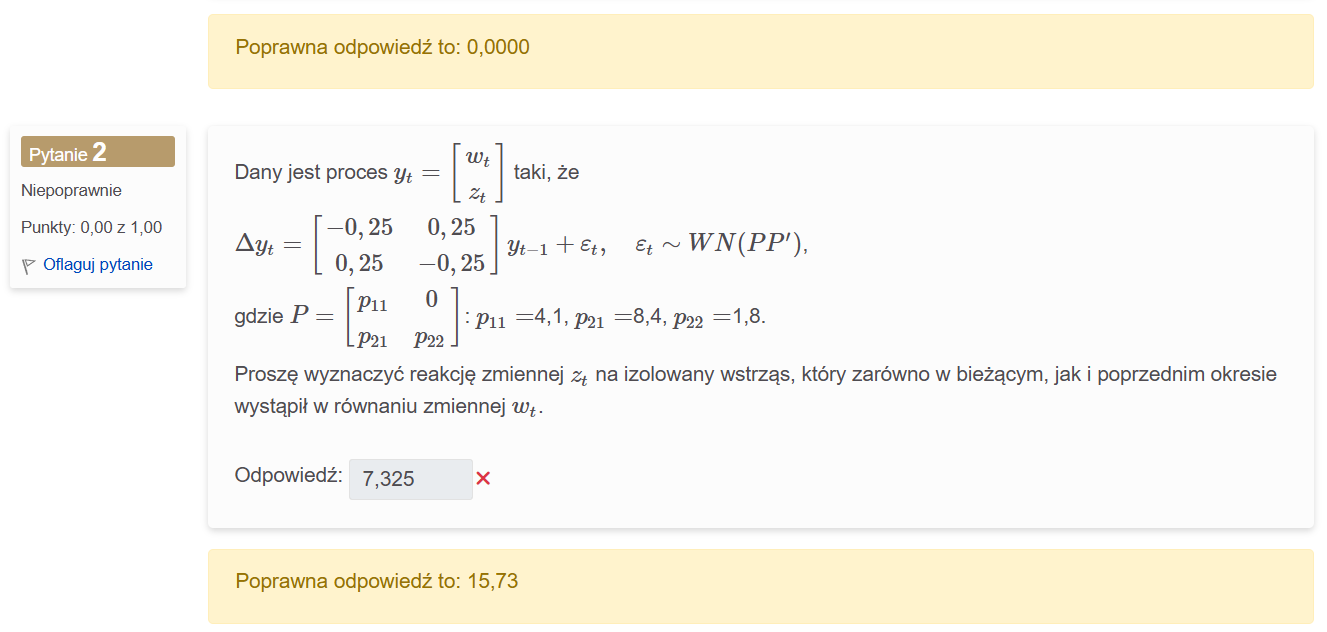 Poprawna odpowiedź to: 0,0000
Pytanie 2
Niepoprawnie
Punkty: 0,00 z 1,00
Oflaguj pytanie
Dany jest proces y_t = [ w_t ; z_t ] taki, że
Δy_t = [ −0,25 0,25 ; 0,25 −0,25 ] y_{t−1} + ε_t, ε_t ∼ WN(PP′),
gdzie P = [ p_11 0 ; p_21 p_22 ] : p_11 =4,1, p_21 =8,4, p_22 =1,8.
Proszę wyznaczyć reakcję zmiennej z_t na izolowany wstrząs, który zarówno w bieżącym, jak i poprzednim okresie
wystąpił w równaniu zmiennej w_t.
Odpowiedź: 7,325 ✕
Poprawna odpowiedź to: 15,73